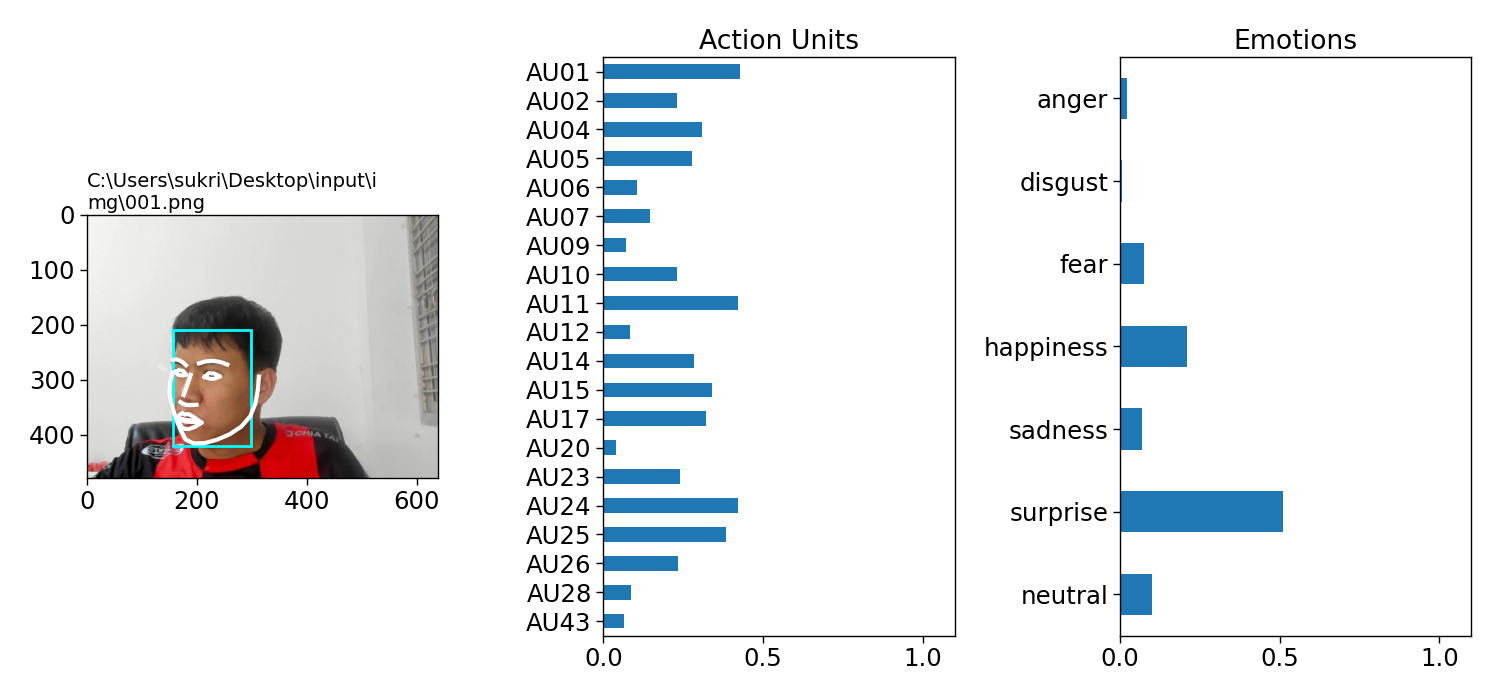 C:\Users\sukri\Desktop\input\i
mg\001.png
0
100
200
300
400
0 200 400 600
CHIATAI
Action Units
AU01
AU02
AU04
AU05
AU06
AU07
AU09
AU10
AU11
AU12
AU14
AU15
AU17
AU20
AU23
AU24
AU25
AU26
AU28
AU43
0.0 0.5 1.0
Emotions
anger
disgust
fear
happiness
sadness
surprise
neutral
0.0 0.5 1.0